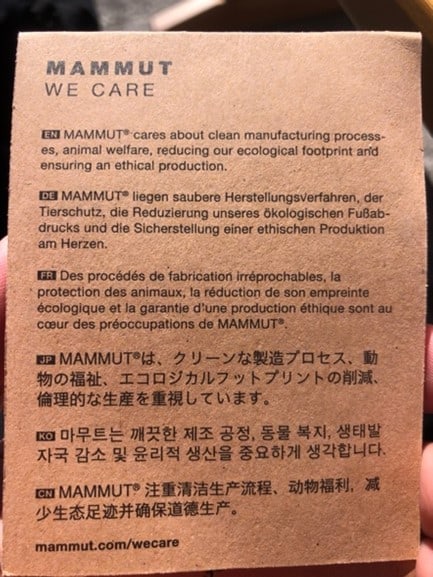 MAMMUT
WE CARE
EN MAMMUT® cares about clean manufacturing process-
es, animal welfare, reducing our ecological footprint and
ensuring an ethical production.
DE MAMMUT® liegen saubere Herstellungsverfahren, der
Tierschutz, die Reduzierung unseres ökologischen Fußab-
drucks und die Sicherstellung einer ethischen Produktion
am Herzen.
FR Des procédés de fabrication irréprochables, la
protection des animaux, la réduction de son empreinte
écologique et la garantie d'une production éthique sont au
cœur des préoccupations de MAMMUT®.
JP MAMMUT®は、クリーンな製造プロセス、動
物の福祉、エコロジカルフットプリントの削減、
倫理的な生産を重視しています。
KO 마무트는 깨끗한 제조 공정, 동물 복지, 생태발
자국 감소 및 윤리적 생산을 중요하게 생각합니다.
CN MAMMUT® 注重清洁生产流程、动物福利，减
少生态足迹并确保道德生产。
mammut.com/wecare